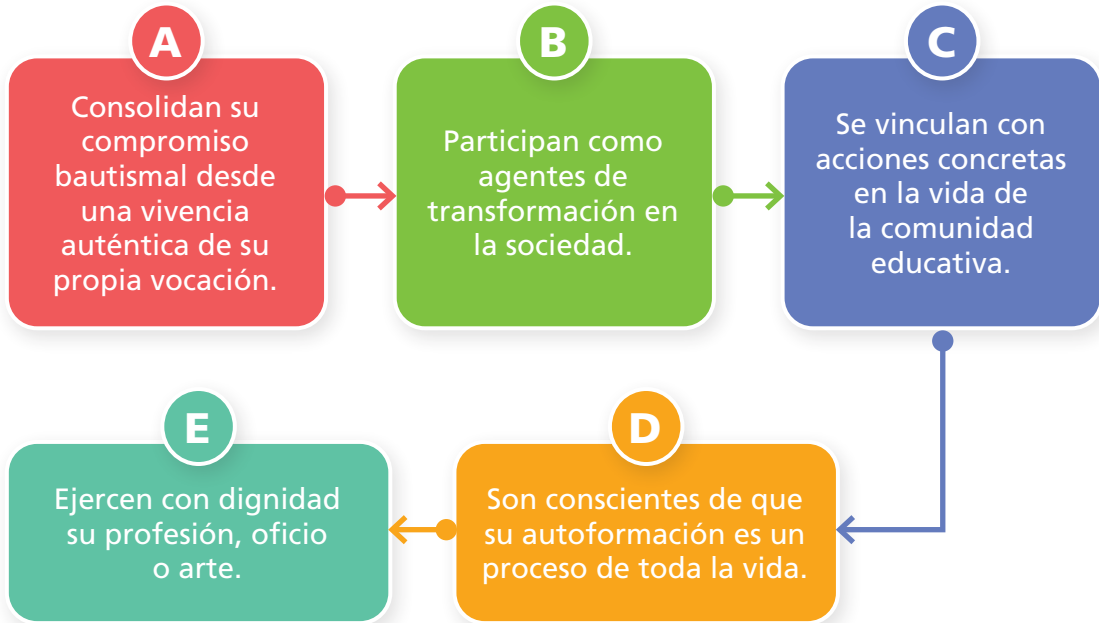 A
Consolidan su
compromiso
bautismal desde
una vivencia
auténtica de su
propia vocación.
B
Participan como
agentes de
transformación en
la sociedad.
C
Se vinculan con
acciones concretas
en la vida de
la comunidad
educativa.
D
Son conscientes de que
su autoformación es un
proceso de toda la vida.
E
Ejercen con dignidad
su profesión, oficio
o arte.